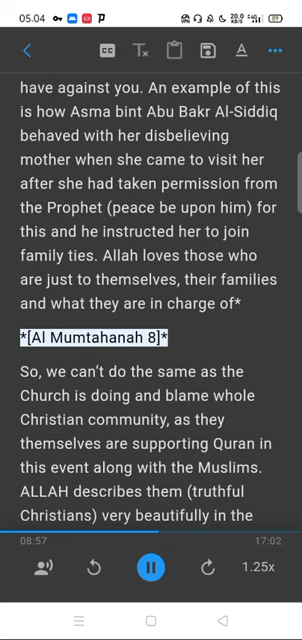 05.04
20.0 KB/S
CC
have against you. An example of this
is how Asma bint Abu Bakr Al-Siddiq
behaved with her disbelieving
mother when she came to visit her
after she had taken permission from
the Prophet (peace be upon him) for
this and he instructed her to join
family ties. Allah loves those who
are just to themselves, their families
and what they are in charge of*
*[Al Mumtahanah 8]*
So, we can’t do the same as the
Church is doing and blame whole
Christian community, as they
themselves are supporting Quran in
this event along with the Muslims.
ALLAH describes them (truthful
Christians) very beautifully in the
08:57 17:02
1.25x